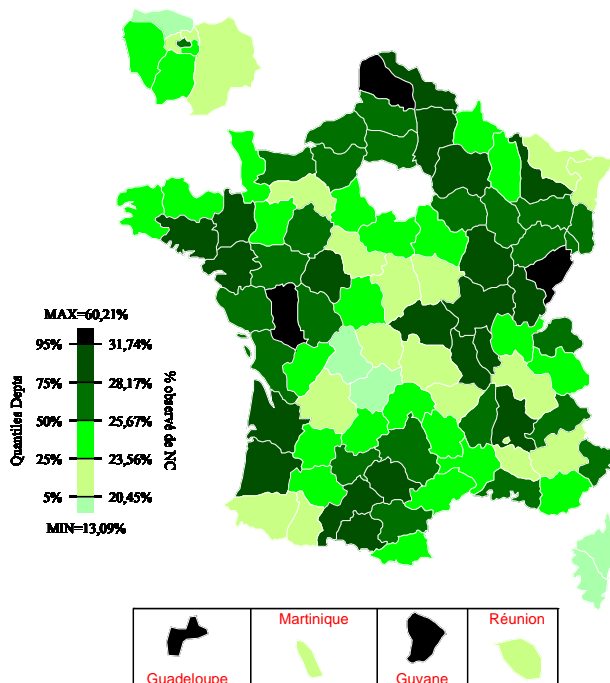 MAX=60,21%
95% 31,74%
75% 28,17%
50% 25,67%
25% 23,56%
5% 20,45%
MIN=13,09%
Quantiles Depts
% observé de NC
Martinique
Réunion
Guadeloupe
Guyane